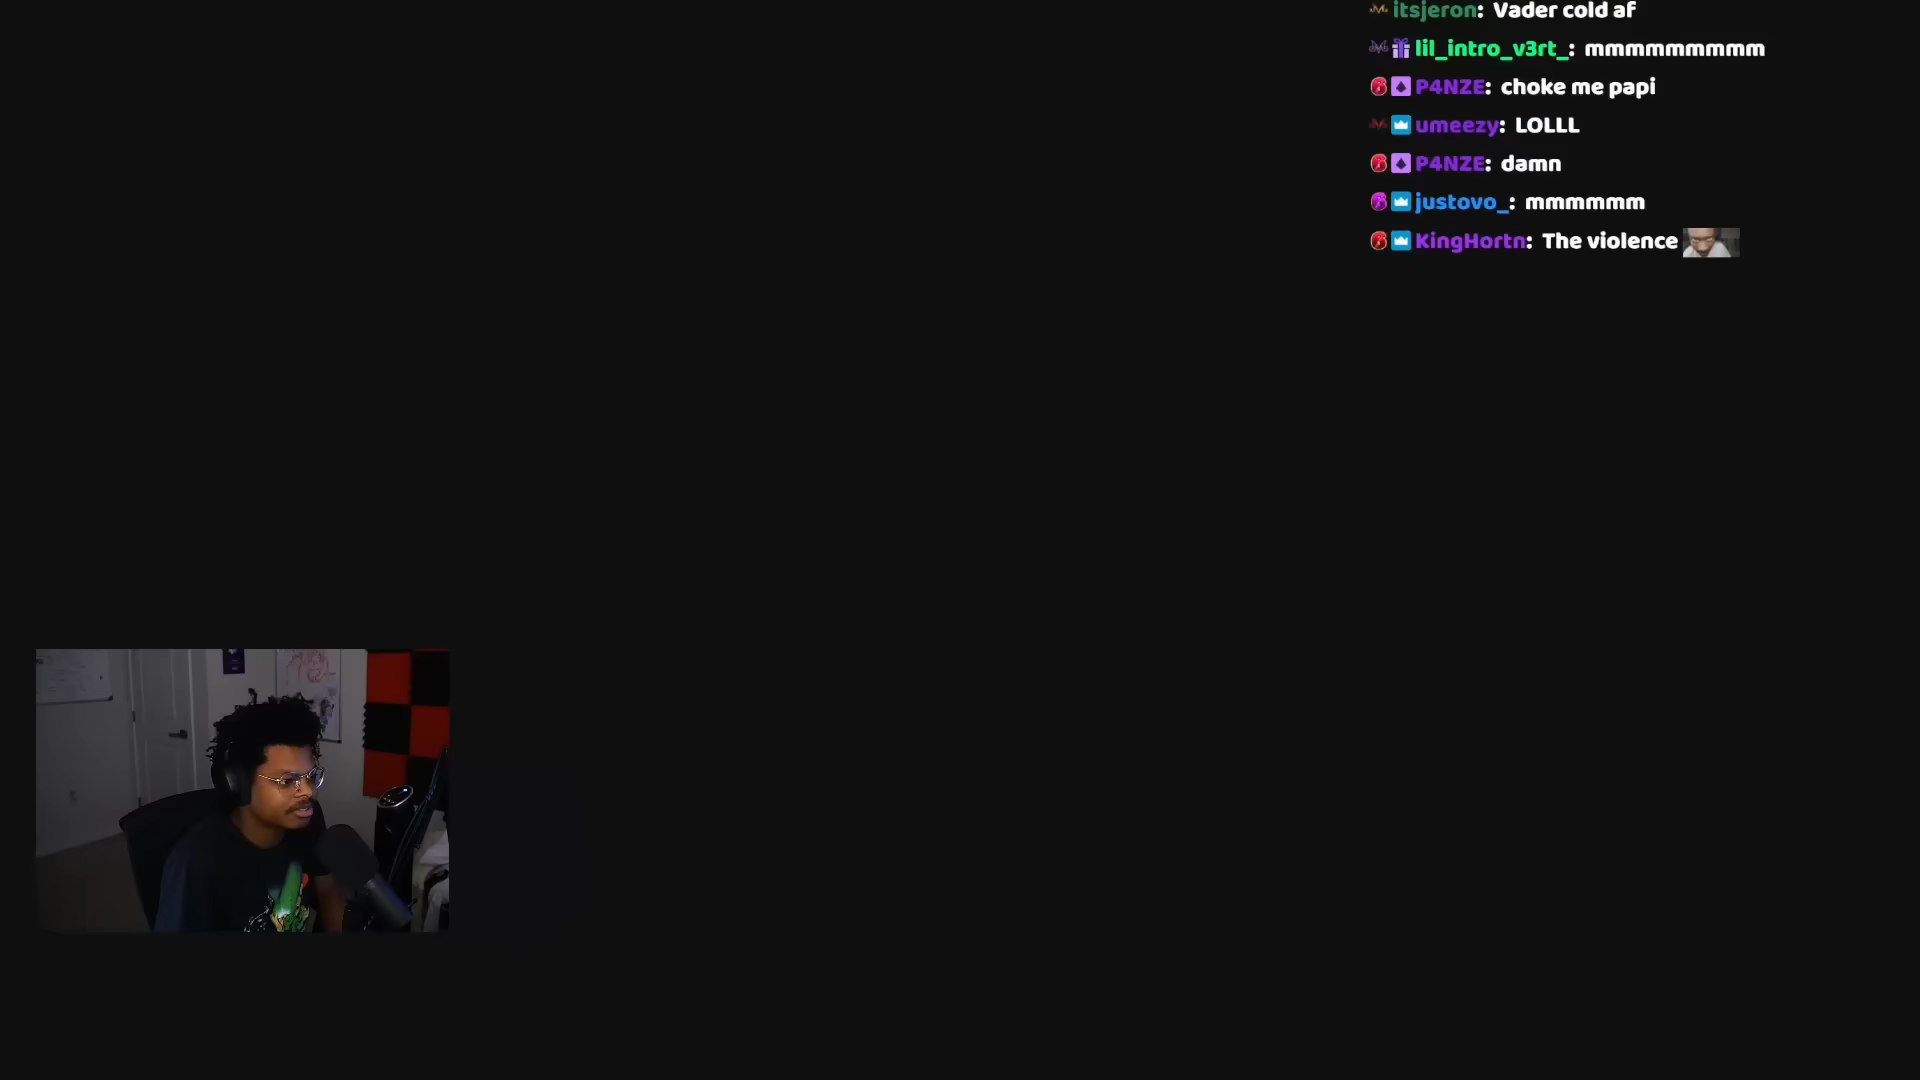 itsjeron: Vader cold af
lil_intro_v3rt_: mmmmmmmmm
P4NZE: choke me papi
umeezy: LOLLL
P4NZE: damn
justovo_: mmmmmm
KingHortn: The violence